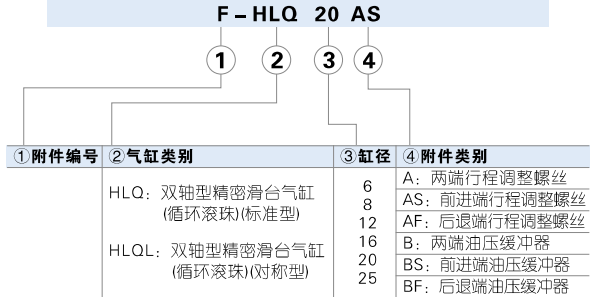 F-HLQ 20 AS
① ② ③ ④
①附件编号 ②气缸类别 ③缸径 ④附件类别
HLQ：双轴型精密滑台气缸
(循环滚珠)(标准型)
HLQL：双轴型精密滑台气缸
(循环滚珠)(对称型)
6
8
12
16
20
25
A：两端行程调整螺丝
AS：前进端行程调整螺丝
AF：后退端行程调整螺丝
B：两端油压缓冲器
BS：前进端油压缓冲器
BF：后退端油压缓冲器